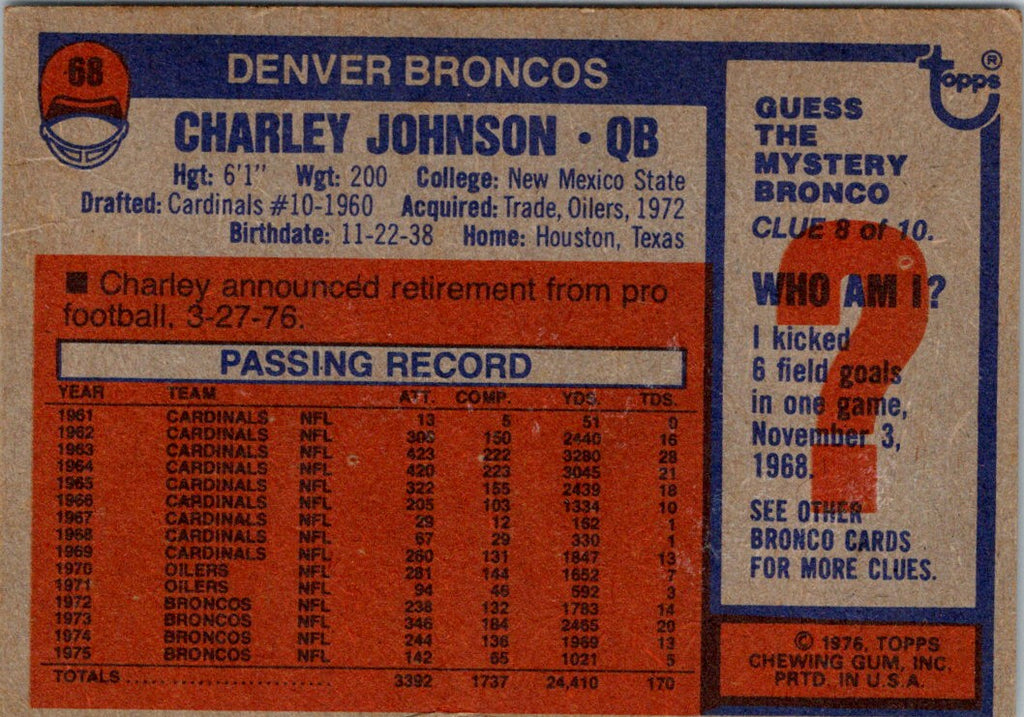 68
DENVER BRONCOS
CHARLEY JOHNSON • QB
Hgt: 6'1" Wgt: 200 College: New Mexico State
Drafted: Cardinals #10-1960 Acquired: Trade, Oilers, 1972
Birthdate: 11-22-38 Home: Houston, Texas
■ Charley announced retirement from pro
football, 3-27-76.
PASSING RECORD
YEAR TEAM ATT. COMP. YDS. TDS.
1961 CARDINALS NFL 13 5 51 0
1962 CARDINALS NFL 308 150 2440 16
1963 CARDINALS NFL 423 222 3280 28
1964 CARDINALS NFL 420 223 3045 21
1965 CARDINALS NFL 322 155 2439 18
1966 CARDINALS NFL 205 103 1334 10
1967 CARDINALS NFL 29 12 162 1
1968 CARDINALS NFL 67 29 330 1
1969 CARDINALS NFL 260 131 1847 13
1970 OILERS NFL 281 144 1652 7
1971 OILERS NFL 94 46 592 3
1972 BRONCOS NFL 238 132 1783 14
1973 BRONCOS NFL 346 184 2465 20
1974 BRONCOS NFL 244 136 1969 13
1975 BRONCOS NFL 142 65 1021 5
TOTALS 3392 1737 24,410 170
Topps ®
GUESS
THE
MYSTERY
BRONCO
CLUE 8 of 10.
WHO AM I?
I kicked
6 field goals
in one game,
November 3,
1968.
SEE OTHER
BRONCO CARDS
FOR MORE CLUES.
?
© 1976, TOPPS
CHEWING GUM, INC.
PRTD. IN U.S.A.